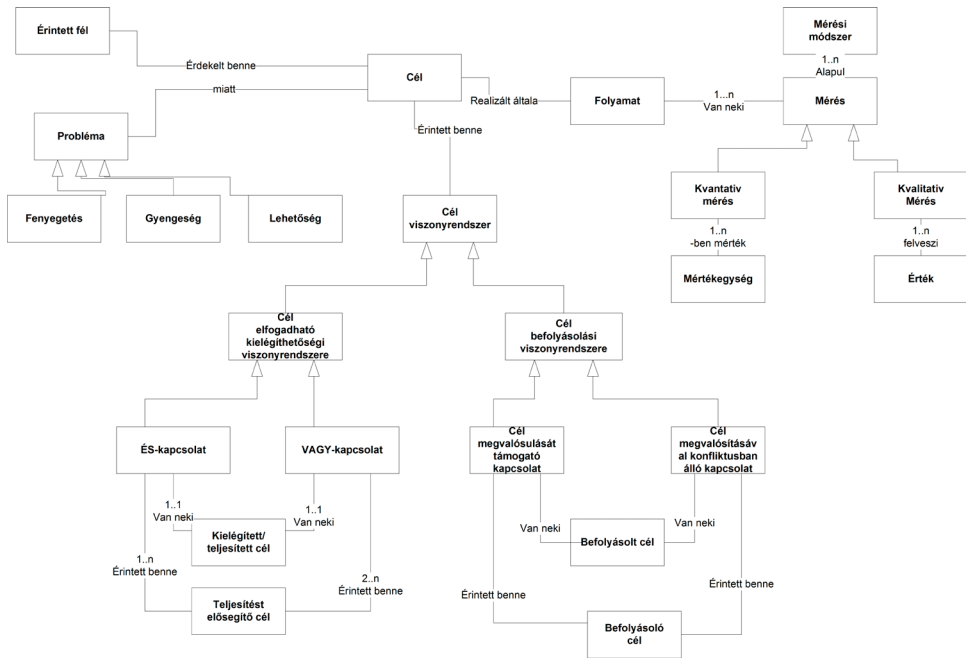 Érintett fél
Mérési
módszer
Érdekelt benne
Cél
1..n
Alapul
miatt
Realizált általa
Folyamat
1...n
Van neki
Mérés
Probléma
Érintett benne
Fenyegetés
Gyengeség
Lehetőség
Cél
viszonyrendszer
Kvantativ
mérés
Kvalitativ
Mérés
1..n
-ben mérték
1..n
felveszi
Mértékegység
Érték
Cél
elfogadható
kielégíthetőségi
viszonyrendszere
Cél
befolyásolási
viszonyrendszere
ÉS-kapcsolat
VAGY-kapcsolat
Cél
megvalósulását
támogató
kapcsolat
Cél
megvalósításáv
al konfliktusban
álló kapcsolat
1..1
Van neki
1..1
Van neki
Kielégített/
teljesített cél
Van neki
Befolyásolt cél
Van neki
1..n
Érintett benne
2..n
Érintett benne
Teljesítést
elősegítő cél
Érintett benne
Érintett benne
Befolyásoló
cél